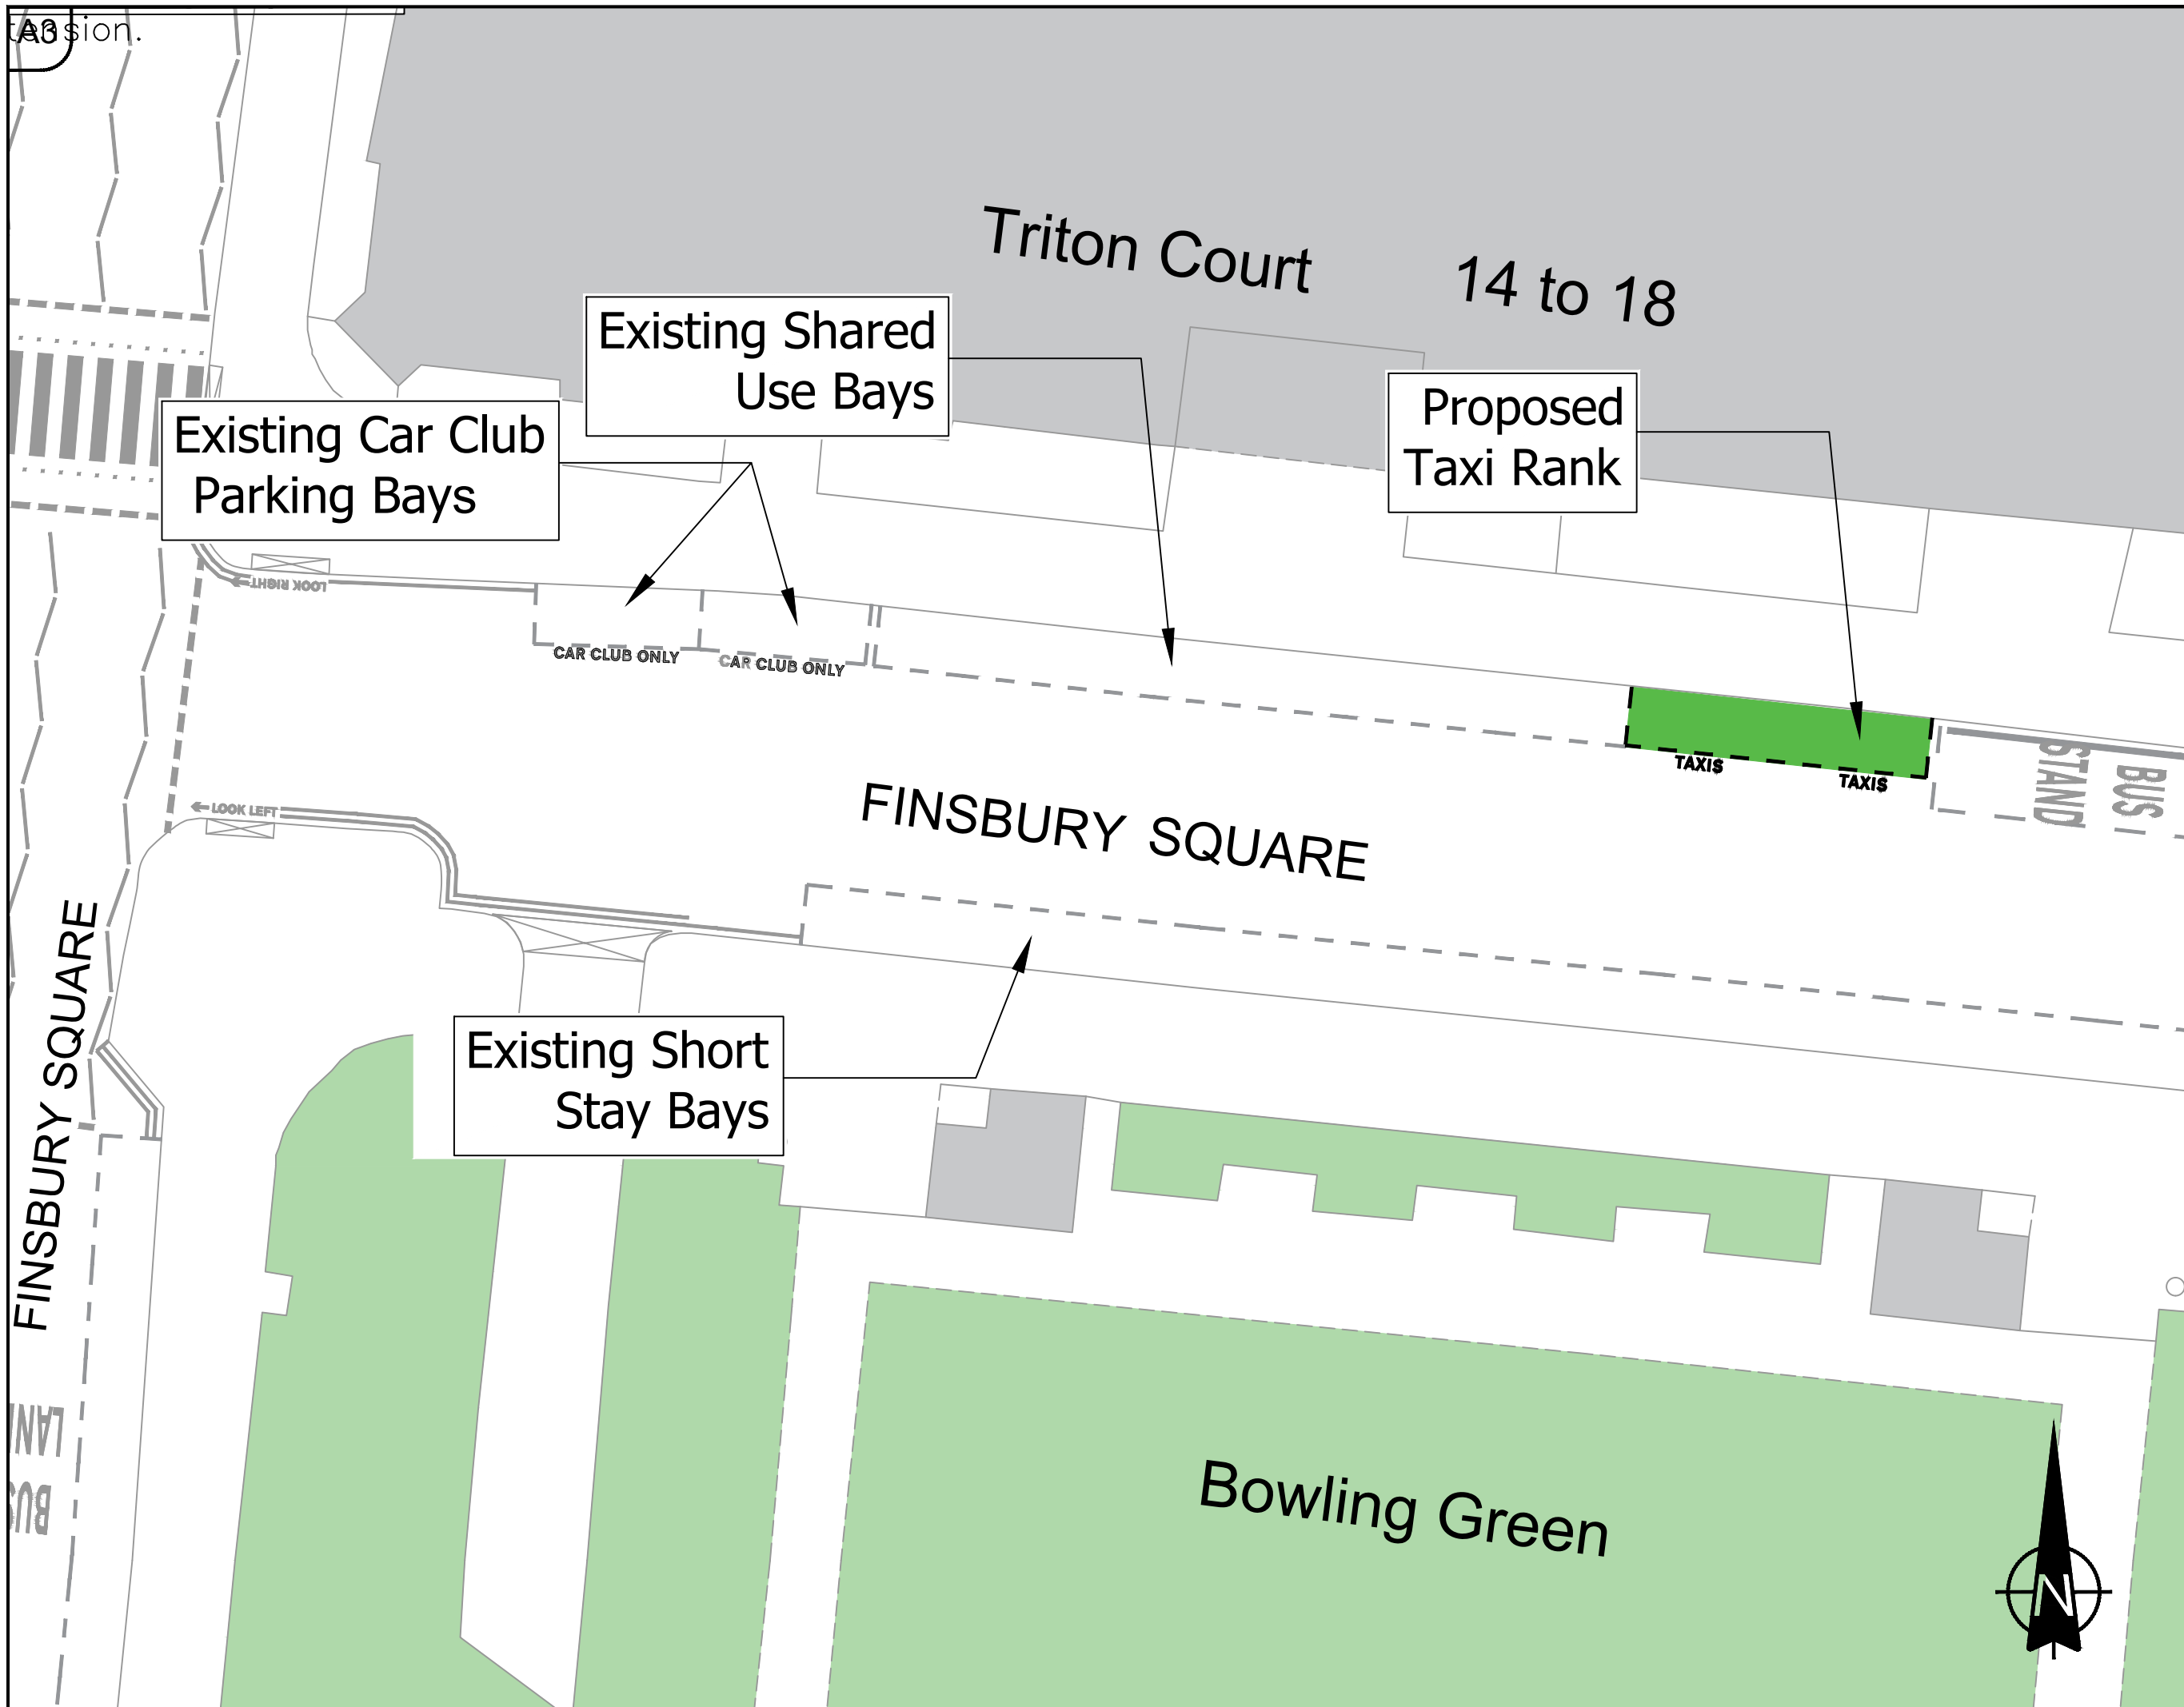 tension.
A3
Triton Court
14 to 18
Existing Shared
Use Bays
Proposed
Taxi Rank
Existing Car Club
Parking Bays
LOOK RIGHT
CAR CLUB ONLY
CAR CLUB ONLY
TAXIS
TAXIS
BUS
STAND
LOOK LEFT
FINSBURY SQUARE
FINSBURY SQUARE
Existing Short
Stay Bays
Bowling Green
N